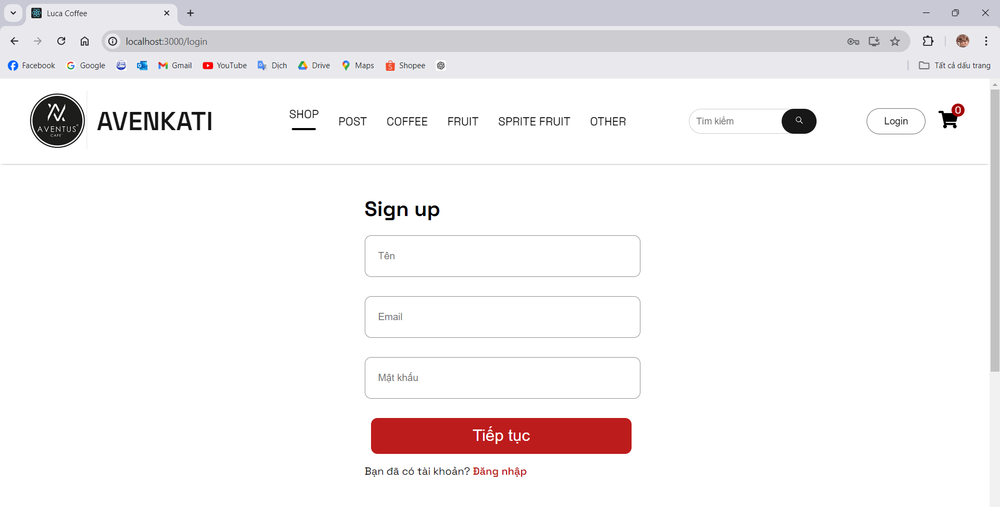 Luca Coffee
localhost:3000/login
Facebook Google Gmail YouTube Dịch Drive Maps Shopee Tất cả dấu trang
AVENTUS®
CAFE'
AVENKATI
SHOP POST COFFEE FRUIT SPRITE FRUIT OTHER
Tìm kiếm
Login
0
Sign up
Tên
Email
Mật khẩu
Tiếp tục
Bạn đã có tài khoản? Đăng nhập